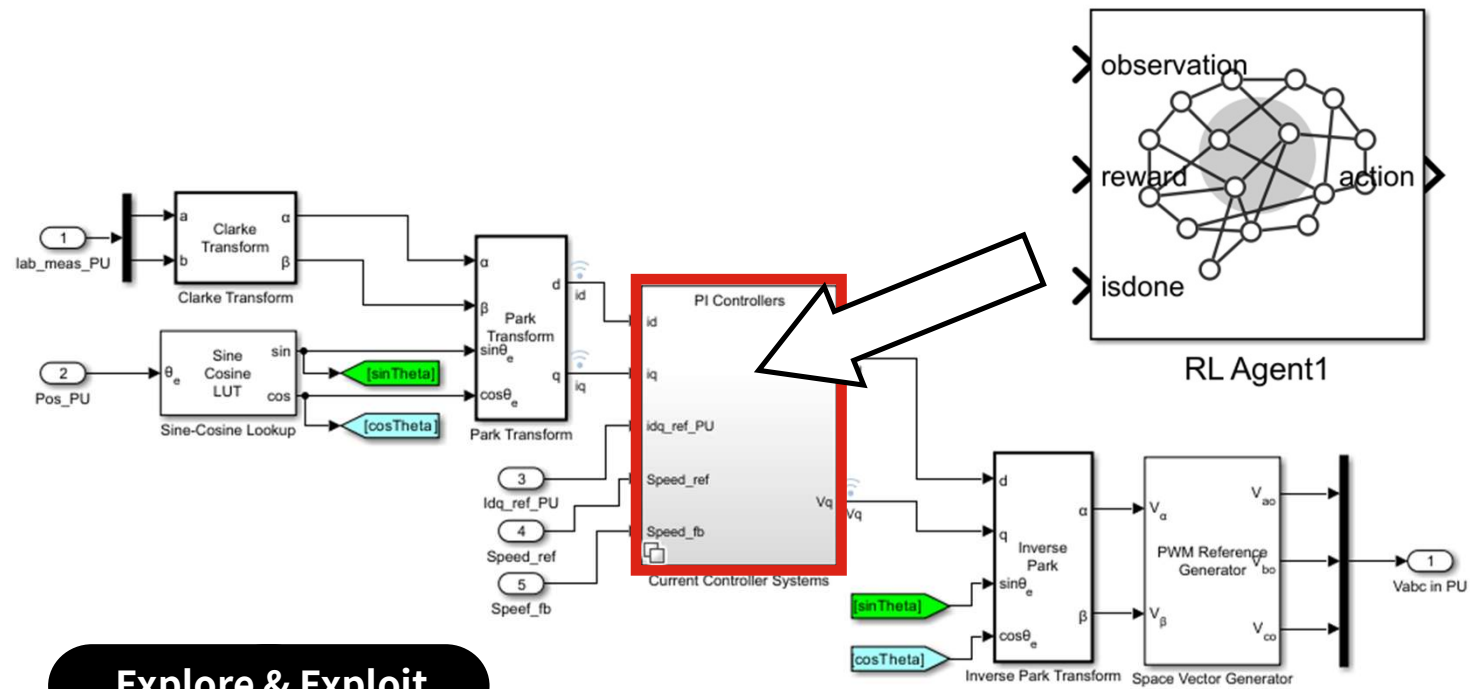 observation
reward
action
isdone
RL Agent1
1
Iab_meas_PU
a
b
Clarke
Transform
α
β
Clarke Transform
2
Pos_PU
θe
Sine
Cosine
LUT
sin
cos
Sine-Cosine Lookup
[sinTheta]
[cosTheta]
α
β
sinθe
cosθe
Park
Transform
d
q
Park Transform
id
iq
3
Idq_ref_PU
4
Speed_ref
5
Speef_fb
PI Controllers
id
iq
idq_ref_PU
Speed_ref
Speed_fb
Vq
Vq
Current Controller Systems
[sinTheta]
[cosTheta]
d
q
sinθe
cosθe
Inverse
Park
α
β
Inverse Park Transform
Vα
Vβ
PWM Reference
Generator
Vao
Vbo
Vco
Space Vector Generator
1
Vabc in PU
Explore & Exploit